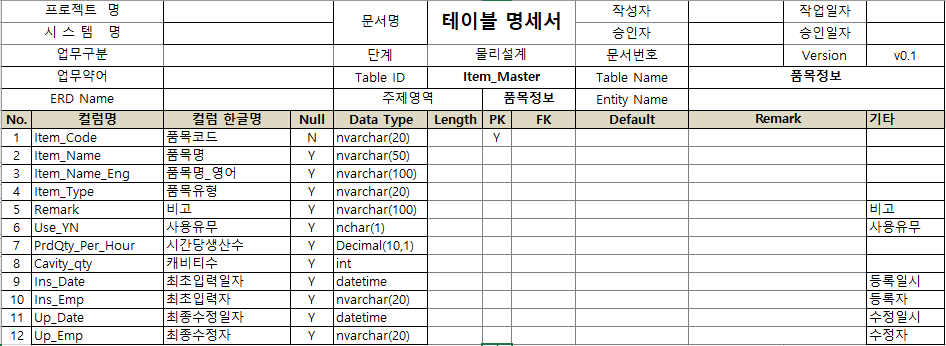 프로젝트 명 문서명 테이블 명세서 작성자 작업일자
시 스 템 명 승인자 승인일자
업무구분 단계 물리설계 문서번호 Version v0.1
업무약어 Table ID Item_Master Table Name 품목정보
ERD Name 주제영역 품목정보 Entity Name
No. 컬럼명 컬럼 한글명 Null Data Type Length PK FK Default Remark 기타
1 Item_Code 품목코드 N nvarchar(20) Y
2 Item_Name 품목명 Y nvarchar(50)
3 Item_Name_Eng 품목명_영어 Y nvarchar(100)
4 Item_Type 품목유형 Y nvarchar(20)
5 Remark 비고 Y nvarchar(100) 비고
6 Use_YN 사용유무 Y nchar(1) 사용유무
7 PrdQty_Per_Hour 시간당생산수 Y Decimal(10,1)
8 Cavity_qty 캐비티수 Y int
9 Ins_Date 최초입력일자 Y datetime 등록일시
10 Ins_Emp 최초입력자 Y nvarchar(20) 등록자
11 Up_Date 최종수정일자 Y datetime 수정일시
12 Up_Emp 최종수정자 Y nvarchar(20) 수정자